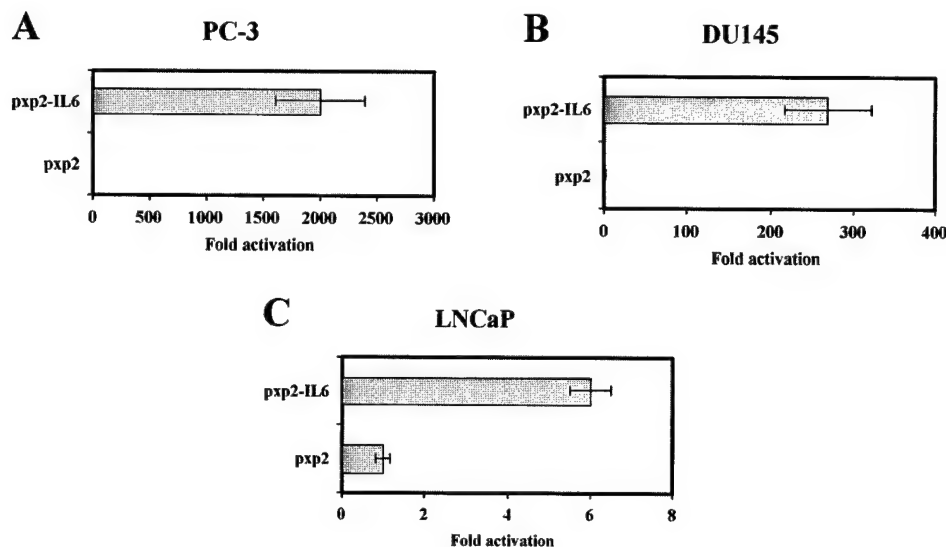 A
PC-3
pxp2-IL6
pxp2
0 500 1000 1500 2000 2500 3000
Fold activation
B
DU145
pxp2-IL6
pxp2
0 100 200 300 400
Fold activation
C
LNCaP
pxp2-IL6
pxp2
0 2 4 6 8
Fold activation